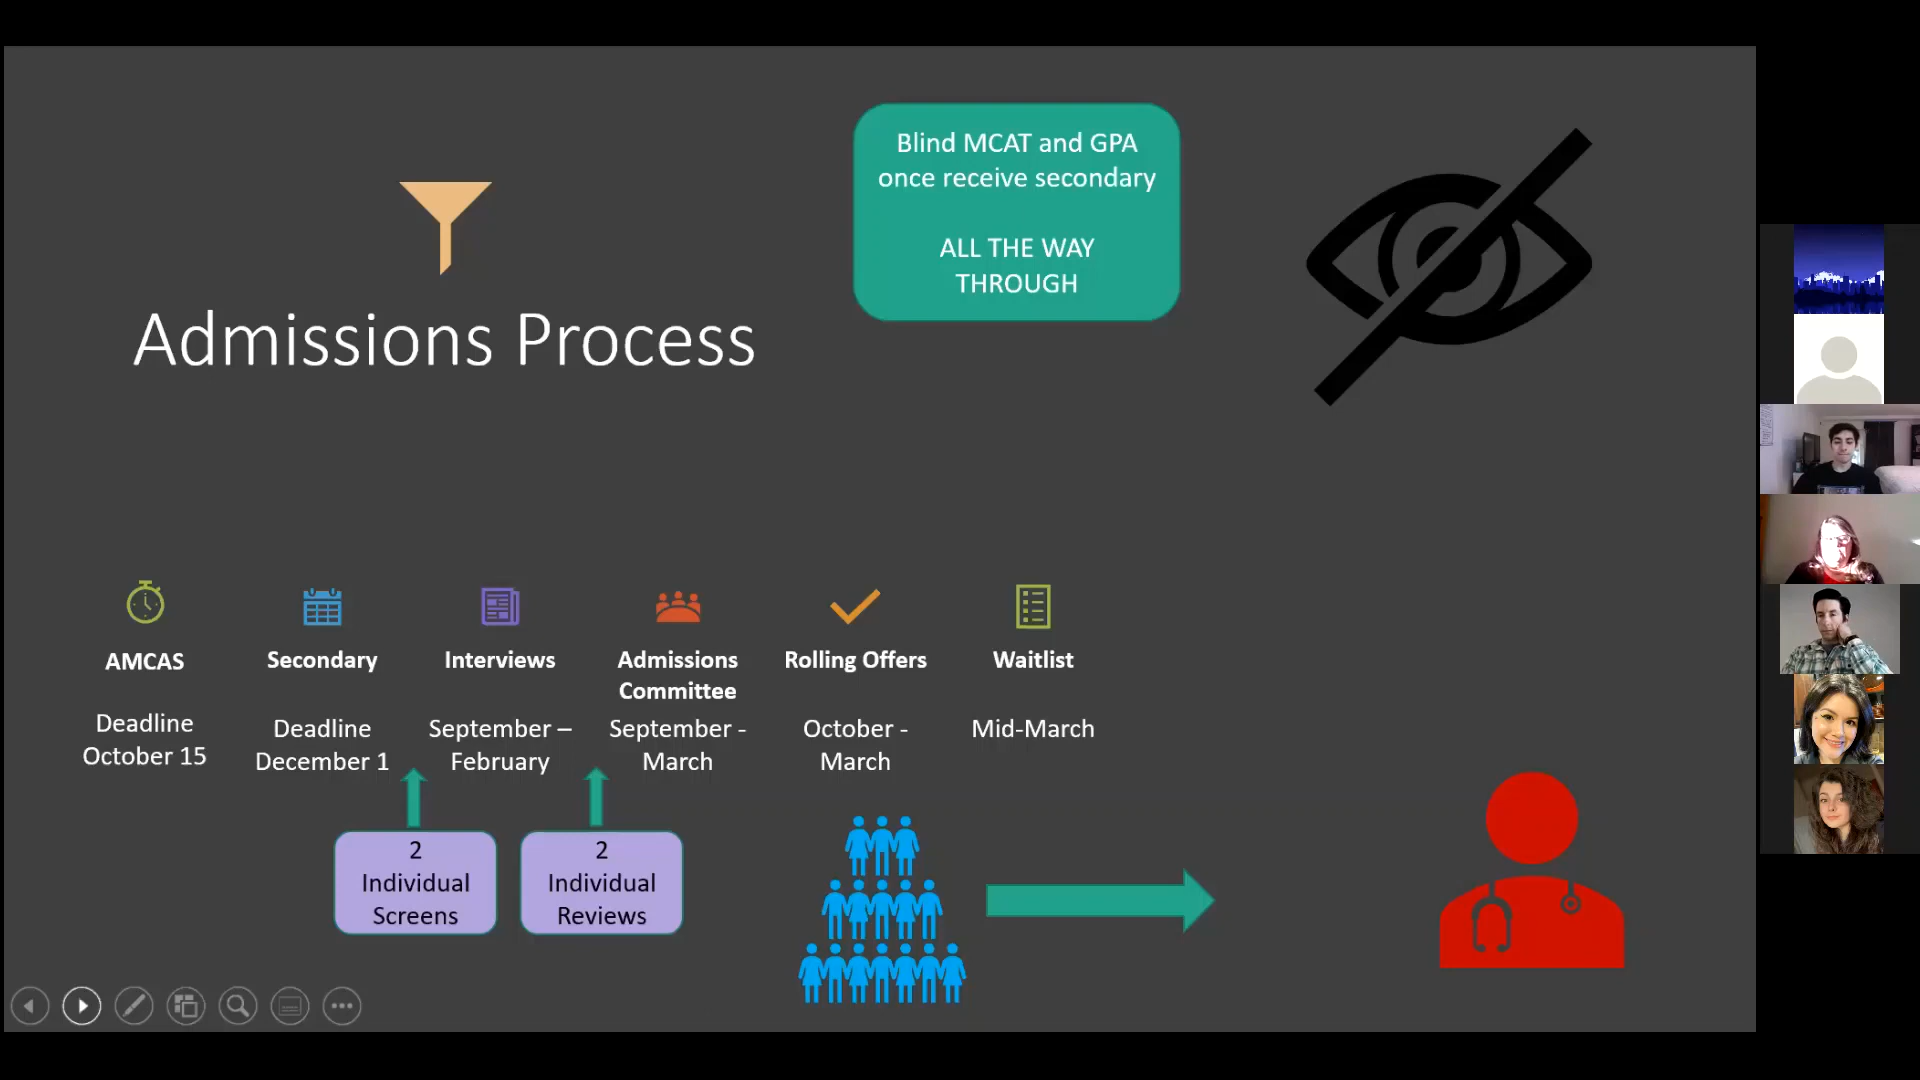 Blind MCAT and GPA
once receive secondary
ALL THE WAY
THROUGH
Admissions Process
AMCAS
Deadline
October 15
Secondary
Deadline
December 1
Interviews
September –
February
Admissions
Committee
September -
March
Rolling Offers
October -
March
Waitlist
Mid-March
2
Individual
Screens
2
Individual
Reviews